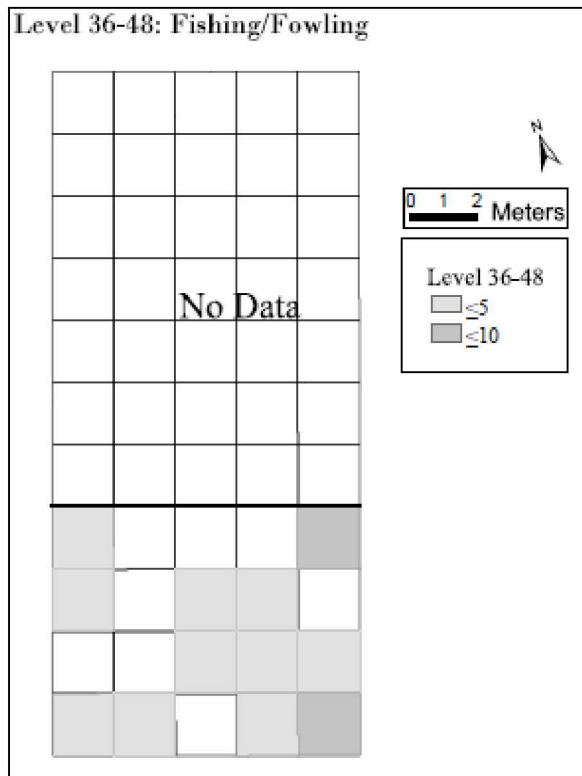 Level 36-48: Fishing/Fowling
N
0 1 2
Meters
No Data
Level 36-48
≤5
≤10